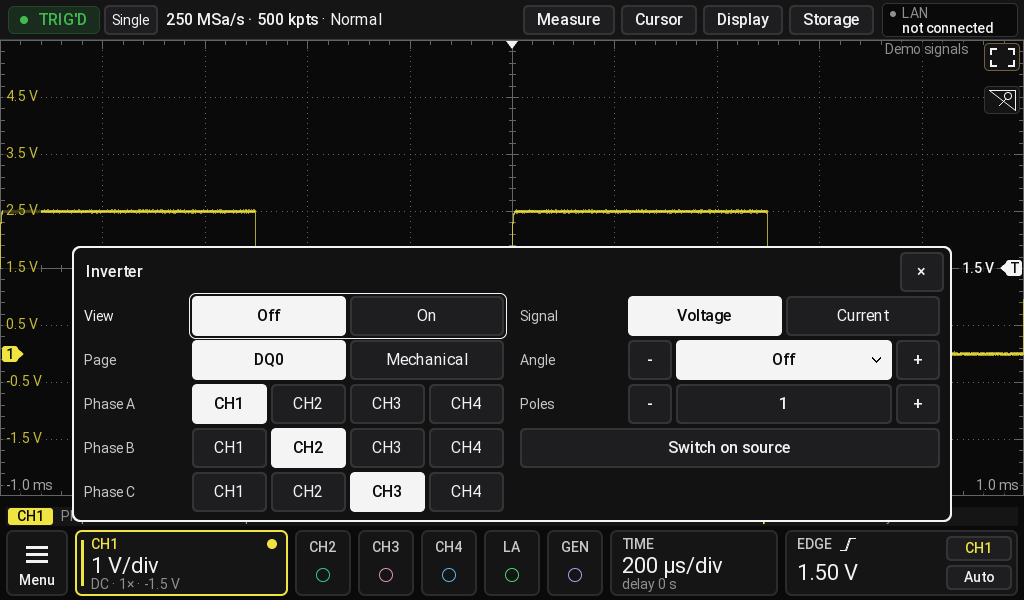 TRIG'D Single 250 MSa/s · 500 kpts · Normal Measure Cursor Display Storage LAN
not connected
Demo signals
4.5 V
3.5 V
2.5 V
1.5 V
1.5 V T
0.5 V
1
-0.5 V
-1.5 V
-1.0 ms
1.0 ms
Inverter ×
View Off On Signal Voltage Current
Page DQ0 Mechanical Angle - Off +
Phase A CH1 CH2 CH3 CH4 Poles - 1 +
Phase B CH1 CH2 CH3 CH4 Switch on source
Phase C CH1 CH2 CH3 CH4
CH1
Menu
CH1
1 V/div
DC · 1× · -1.5 V
CH2 CH3 CH4 LA GEN
TIME
200 µs/div
delay 0 s
EDGE CH1
1.50 V Auto